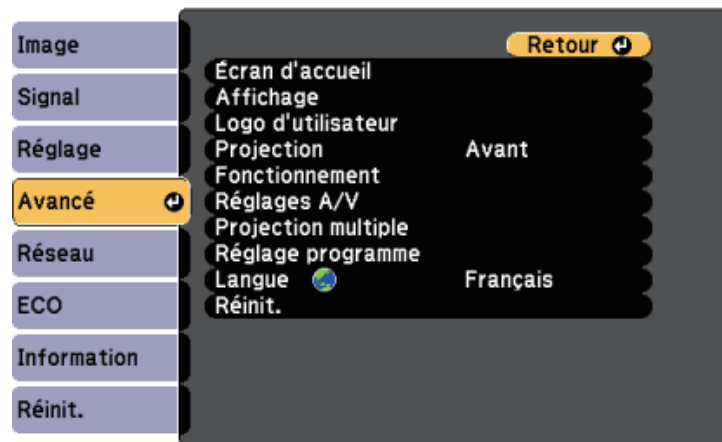 Image
Signal
Réglage
Avancé
Réseau
ECO
Information
Réinit.
Retour
Écran d'accueil
Affichage
Logo d'utilisateur
Projection Avant
Fonctionnement
Réglages A/V
Projection multiple
Réglage programme
Langue Français
Réinit.